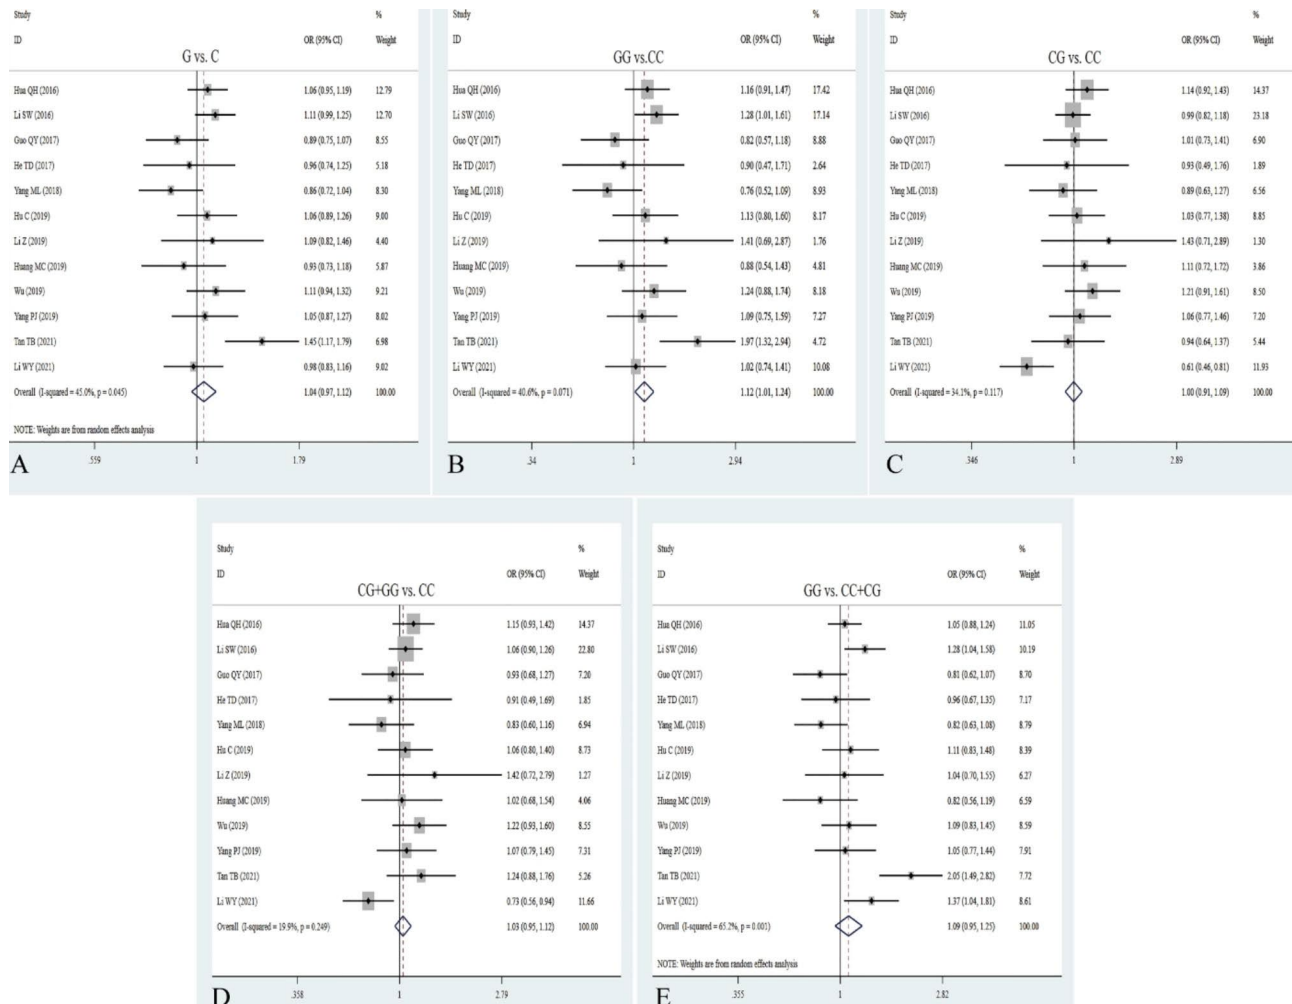 Study %
ID OR (95% CI) Weight
G vs. C
Hua QH (2016) 1.06 (0.95, 1.19) 12.79
Li SW (2016) 1.11 (0.99, 1.25) 12.70
Guo QY (2017) 0.89 (0.75, 1.07) 8.55
He TD (2017) 0.96 (0.74, 1.25) 5.18
Yang ML (2018) 0.86 (0.72, 1.04) 8.30
Hu C (2019) 1.06 (0.89, 1.26) 9.00
Li Z (2019) 1.09 (0.82, 1.46) 4.40
Huang MC (2019) 0.93 (0.73, 1.18) 5.87
Wu (2019) 1.11 (0.94, 1.32) 9.21
Yang PJ (2019) 1.05 (0.87, 1.27) 8.02
Tan TB (2021) 1.45 (1.17, 1.79) 6.98
Li WY (2021) 0.98 (0.83, 1.16) 9.02
Overall (I-squared = 45.0%, p = 0.045) 1.04 (0.97, 1.12) 100.00
NOTE: Weights are from random effects analysis
A .559 1 1.79
Study %
ID OR (95% CI) Weight
GG vs.CC
Hua QH (2016) 1.16 (0.91, 1.47) 17.42
Li SW (2016) 1.28 (1.01, 1.61) 17.14
Guo QY (2017) 0.82 (0.57, 1.18) 8.88
He TD (2017) 0.90 (0.47, 1.71) 2.64
Yang ML (2018) 0.76 (0.52, 1.09) 8.93
Hu C (2019) 1.13 (0.80, 1.60) 8.17
Li Z (2019) 1.41 (0.69, 2.87) 1.76
Huang MC (2019) 0.88 (0.54, 1.43) 4.81
Wu (2019) 1.24 (0.88, 1.74) 8.18
Yang PJ (2019) 1.09 (0.75, 1.59) 7.27
Tan TB (2021) 1.97 (1.32, 2.94) 4.72
Li WY (2021) 1.02 (0.74, 1.41) 10.08
Overall (I-squared = 40.6%, p = 0.071) 1.12 (1.01, 1.24) 100.00
B .34 1 2.94
Study %
ID OR (95% CI) Weight
CG vs. CC
Hua QH (2016) 1.14 (0.92, 1.43) 14.37
Li SW (2016) 0.99 (0.82, 1.18) 23.18
Guo QY (2017) 1.01 (0.73, 1.41) 6.90
He TD (2017) 0.93 (0.49, 1.76) 1.89
Yang ML (2018) 0.89 (0.63, 1.27) 6.56
Hu C (2019) 1.03 (0.77, 1.38) 8.85
Li Z (2019) 1.43 (0.71, 2.89) 1.30
Huang MC (2019) 1.11 (0.72, 1.72) 3.86
Wu (2019) 1.21 (0.91, 1.61) 8.50
Yang PJ (2019) 1.06 (0.77, 1.46) 7.20
Tan TB (2021) 0.94 (0.64, 1.37) 5.44
Li WY (2021) 0.61 (0.46, 0.81) 11.93
Overall (I-squared = 34.1%, p = 0.117) 1.00 (0.91, 1.09) 100.00
C .346 1 2.89
Study %
ID OR (95% CI) Weight
CG+GG vs. CC
Hua QH (2016) 1.15 (0.93, 1.42) 14.37
Li SW (2016) 1.06 (0.90, 1.26) 22.80
Guo QY (2017) 0.93 (0.68, 1.27) 7.20
He TD (2017) 0.91 (0.49, 1.69) 1.85
Yang ML (2018) 0.83 (0.60, 1.16) 6.94
Hu C (2019) 1.06 (0.80, 1.40) 8.73
Li Z (2019) 1.42 (0.72, 2.79) 1.27
Huang MC (2019) 1.02 (0.68, 1.54) 4.06
Wu (2019) 1.22 (0.93, 1.60) 8.55
Yang PJ (2019) 1.07 (0.79, 1.45) 7.31
Tan TB (2021) 1.24 (0.88, 1.76) 5.26
Li WY (2021) 0.73 (0.56, 0.94) 11.66
Overall (I-squared = 19.9%, p = 0.249) 1.03 (0.95, 1.12) 100.00
D .358 1 2.79
Study %
ID OR (95% CI) Weight
GG vs. CC+CG
Hua QH (2016) 1.05 (0.88, 1.24) 11.05
Li SW (2016) 1.28 (1.04, 1.58) 10.19
Guo QY (2017) 0.81 (0.62, 1.07) 8.70
He TD (2017) 0.96 (0.67, 1.35) 7.17
Yang ML (2018) 0.82 (0.63, 1.08) 8.79
Hu C (2019) 1.11 (0.83, 1.48) 8.39
Li Z (2019) 1.04 (0.70, 1.55) 6.27
Huang MC (2019) 0.82 (0.56, 1.19) 6.59
Wu (2019) 1.09 (0.83, 1.45) 8.59
Yang PJ (2019) 1.05 (0.77, 1.44) 7.91
Tan TB (2021) 2.05 (1.49, 2.82) 7.72
Li WY (2021) 1.37 (1.04, 1.81) 8.61
Overall (I-squared = 65.2%, p = 0.001) 1.09 (0.95, 1.25) 100.00
NOTE: Weights are from random effects analysis
E .355 1 2.82